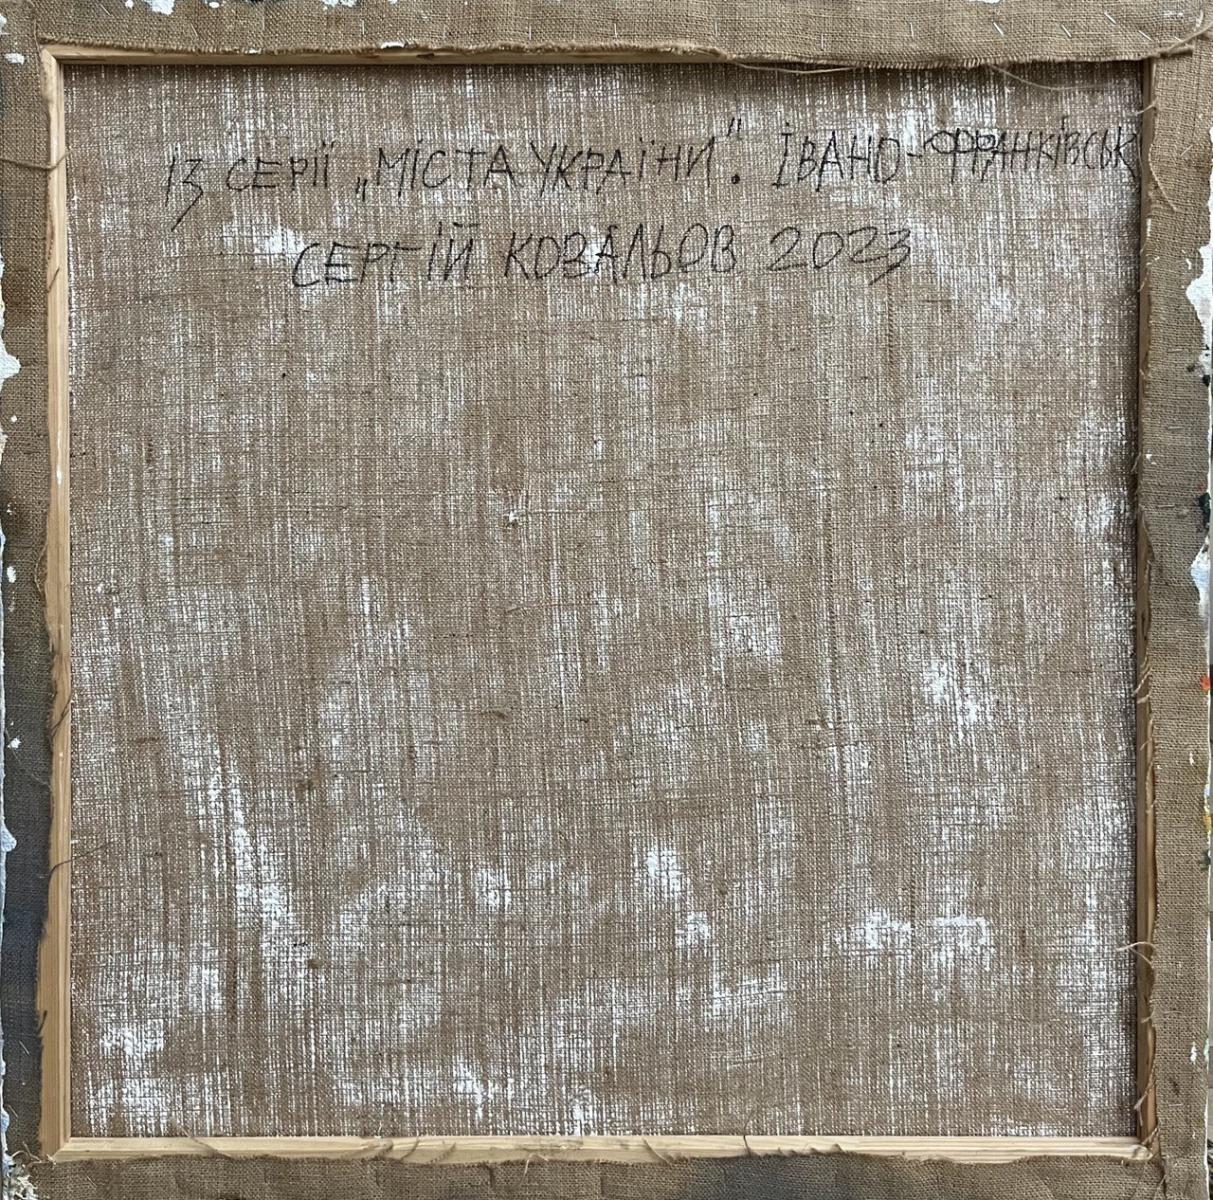 ІЗ СЕРІЇ „МІСТА УКРАЇНИ". ІВАНО-ФРАНКІВСЬК
СЕРГІЙ КОВАЛЬОВ 2023